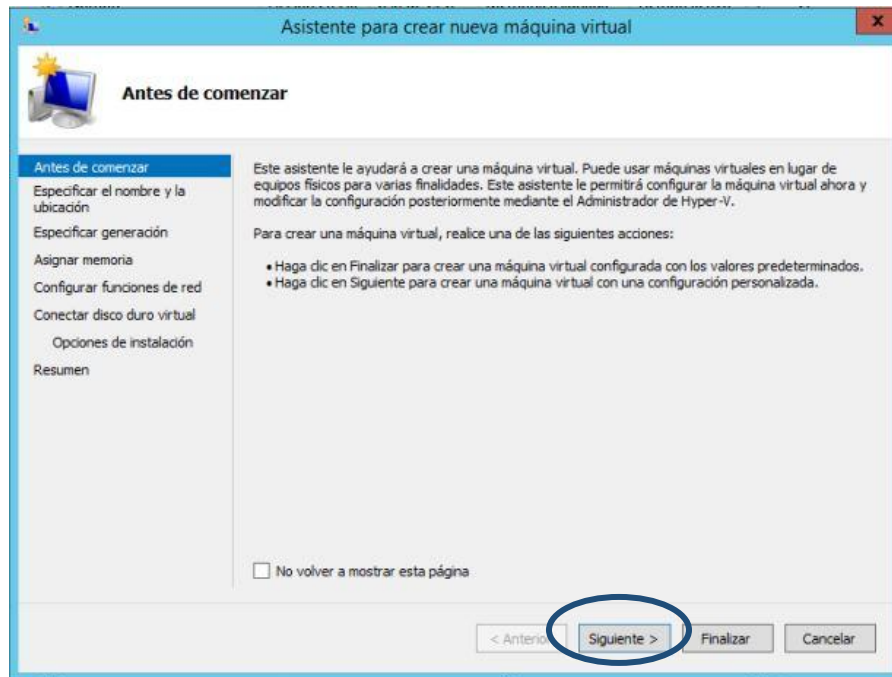 Asistente para crear nueva máquina virtual
x
Antes de comenzar
Antes de comenzar
Especificar el nombre y la
ubicación
Especificar generación
Asignar memoria
Configurar funciones de red
Conectar disco duro virtual
Opciones de instalación
Resumen
Este asistente le ayudará a crear una máquina virtual. Puede usar máquinas virtuales en lugar de
equipos físicos para varias finalidades. Este asistente le permitirá configurar la máquina virtual ahora y
modificar la configuración posteriormente mediante el Administrador de Hyper-V.
Para crear una máquina virtual, realice una de las siguientes acciones:
• Haga clic en Finalizar para crear una máquina virtual configurada con los valores predeterminados.
• Haga clic en Siguiente para crear una máquina virtual con una configuración personalizada.
No volver a mostrar esta página
< Anterior Siguiente > Finalizar Cancelar